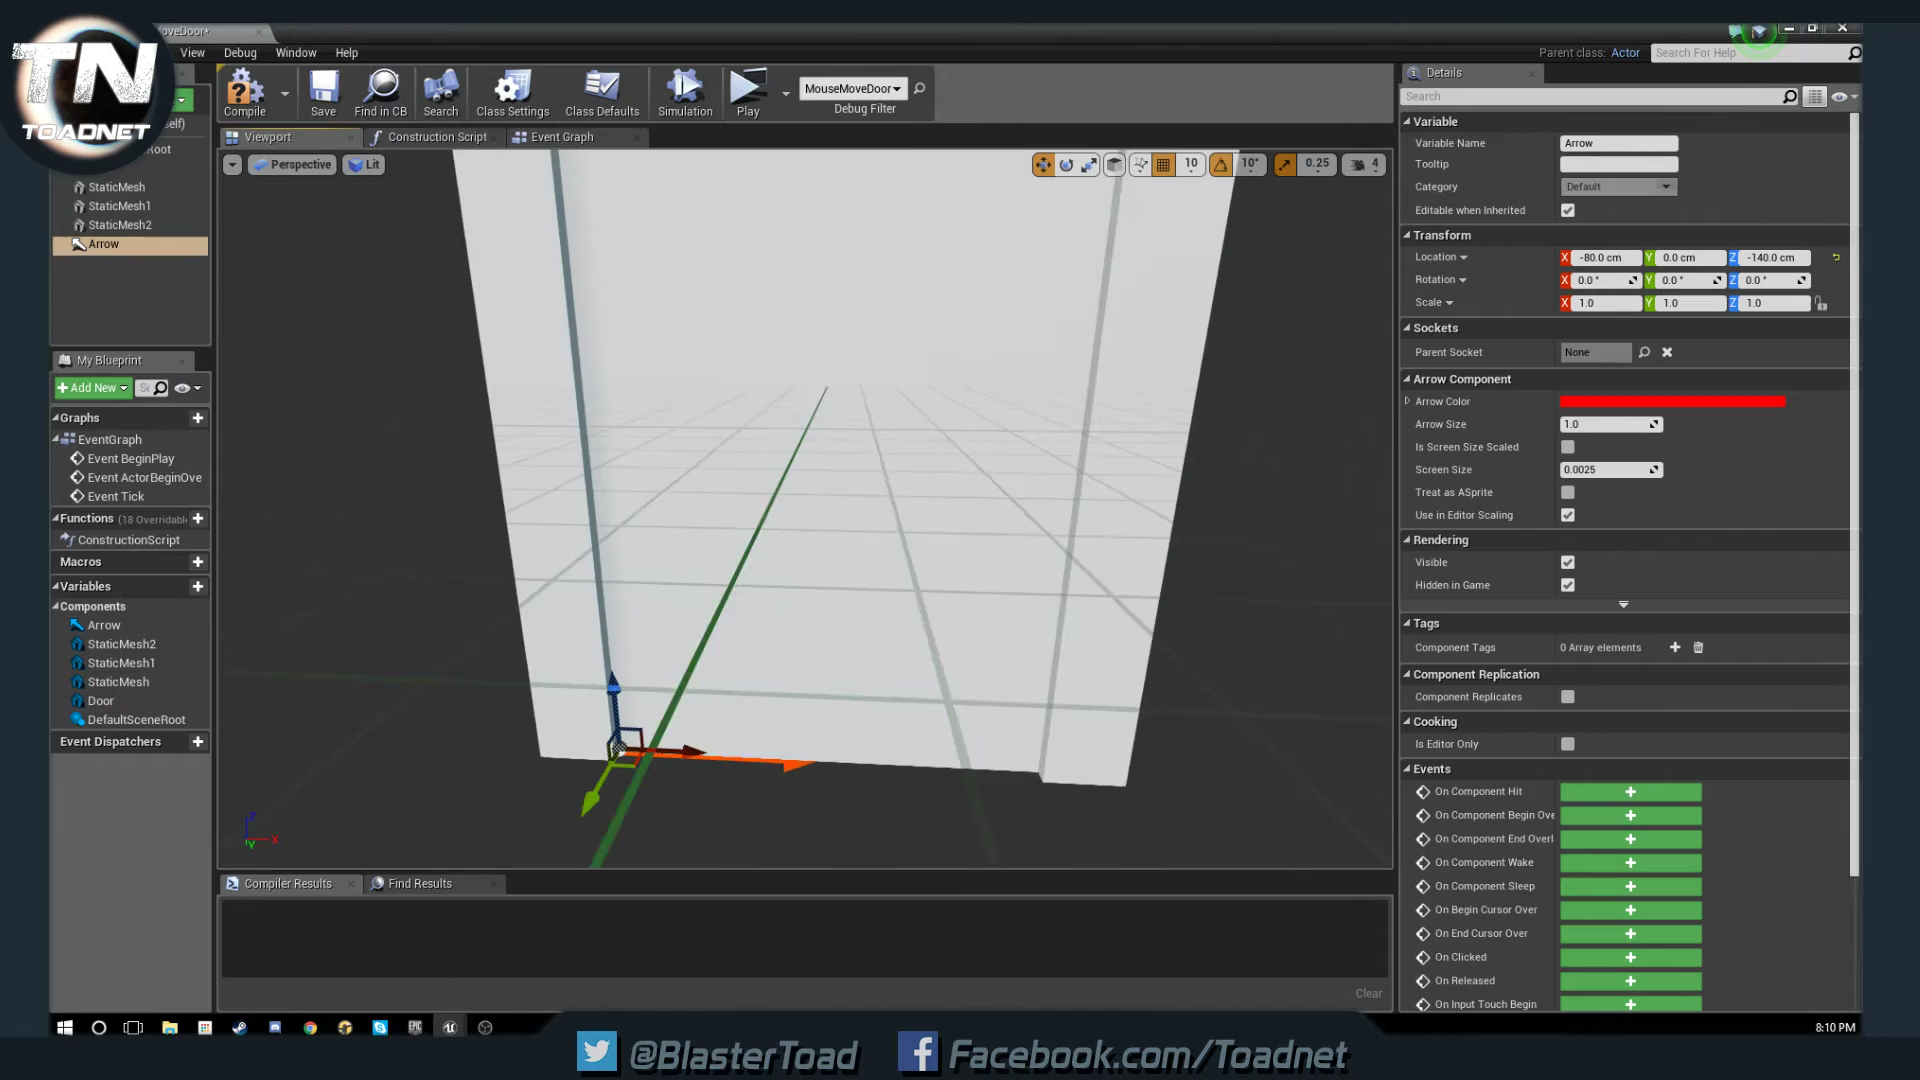 TN
TOADNET
MoveDoor*
View Debug Window Help
Parent class: Actor
Search For Help
Compile
Save
Find in CB
Search
Class Settings
Class Defaults
Simulation
Play
MouseMoveDoor
Debug Filter
Viewport
Construction Script
Event Graph
Perspective
Lit
10
10°
0.25
4
StaticMesh
StaticMesh1
StaticMesh2
Arrow
My Blueprint
Add New
Graphs
EventGraph
Event BeginPlay
Event ActorBeginOve
Event Tick
Functions (18 Overridabl
ConstructionScript
Macros
Variables
Components
Arrow
StaticMesh2
StaticMesh1
StaticMesh
Door
DefaultSceneRoot
Event Dispatchers
Z
X
Y
Compiler Results
Find Results
Clear
Details
Search
Variable
Variable Name Arrow
Tooltip
Category Default
Editable when Inherited
Transform
Location X -80.0 cm Y 0.0 cm Z -140.0 cm
Rotation X 0.0 ° Y 0.0 ° Z 0.0 °
Scale X 1.0 Y 1.0 Z 1.0
Sockets
Parent Socket None
Arrow Component
Arrow Color
Arrow Size 1.0
Is Screen Size Scaled
Screen Size 0.0025
Treat as ASprite
Use in Editor Scaling
Rendering
Visible
Hidden in Game
Tags
Component Tags 0 Array elements
Component Replication
Component Replicates
Cooking
Is Editor Only
Events
On Component Hit
On Component Begin Ove
On Component End Overl
On Component Wake
On Component Sleep
On Begin Cursor Over
On End Cursor Over
On Clicked
On Released
On Input Touch Begin
8:10 PM
@BlasterToad
Facebook.com/Toadnet